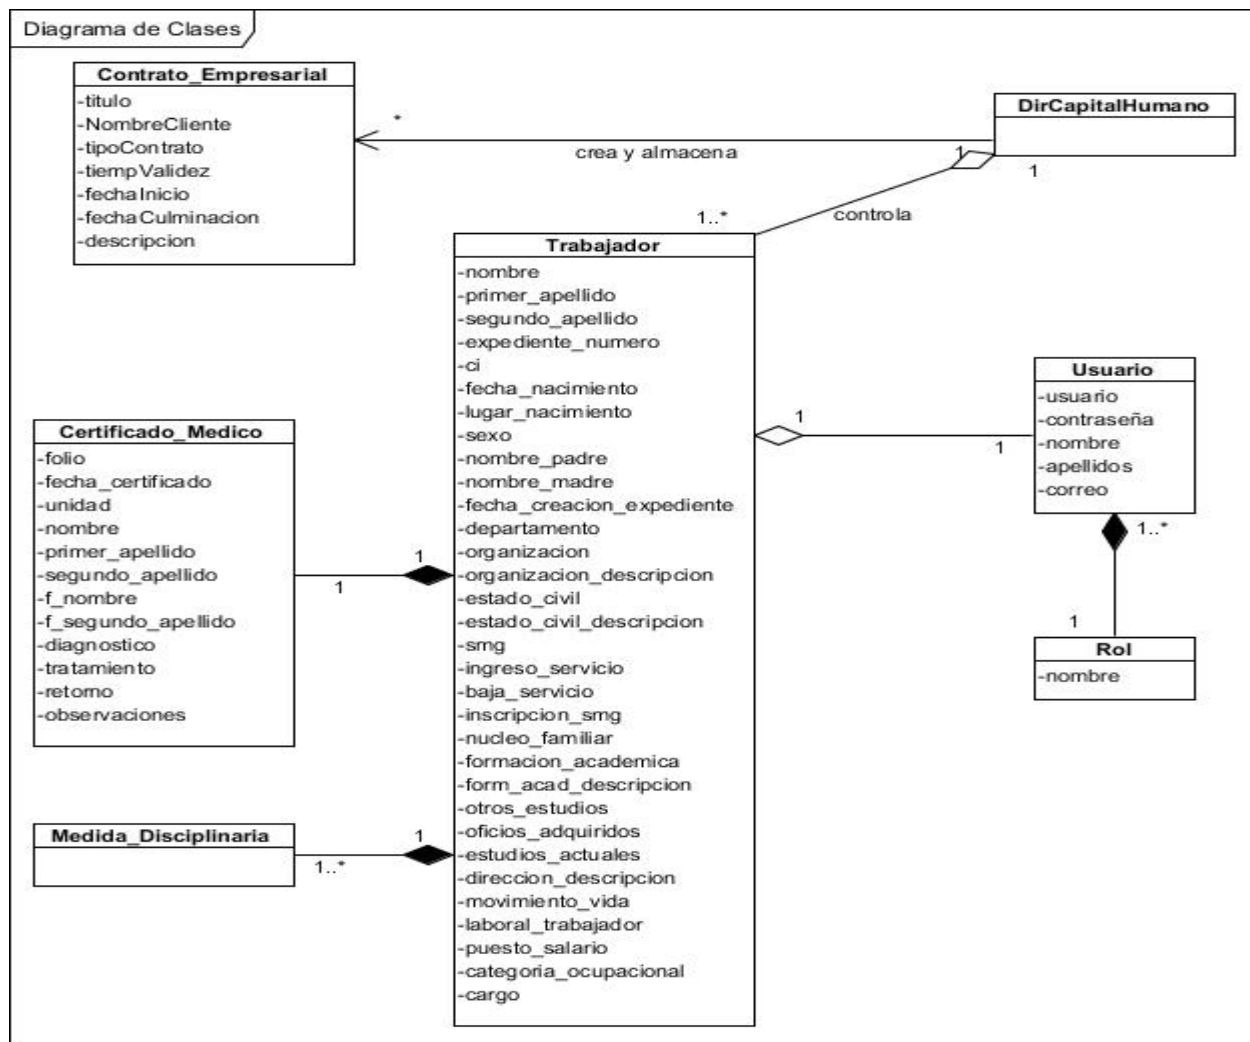 Diagrama de Clases
Contrato_Empresarial
-titulo
-NombreCliente
-tipoContrato
-tiempValidez
-fechaInicio
-fechaCulminacion
-descripcion
*
crea y almacena
1
DirCapitalHumano
1
controla
1..*
Trabajador
-nombre
-primer_apellido
-segundo_apellido
-expediente_numero
-ci
-fecha_nacimiento
-lugar_nacimiento
-sexo
-nombre_padre
-nombre_madre
-fecha_creacion_expediente
-departamento
-organizacion
-organizacion_descripcion
-estado_civil
-estado_civil_descripcion
-smg
-ingreso_servicio
-baja_servicio
-inscripcion_smg
-nucleo_familiar
-formacion_academica
-form_acad_descripcion
-otros_estudios
-oficios_adquiridos
-estudios_actuales
-direccion_descripcion
-movimiento_vida
-laboral_trabajador
-puesto_salario
-categoria_ocupacional
-cargo
1
1
Usuario
-usuario
-contraseña
-nombre
-apellidos
-correo
1..*
1
Rol
-nombre
Certificado_Medico
-folio
-fecha_certificado
-unidad
-nombre
-primer_apellido
-segundo_apellido
-f_nombre
-f_segundo_apellido
-diagnostico
-tratamiento
-retorno
-observaciones
1
1
Medida_Disciplinaria
1..*
1